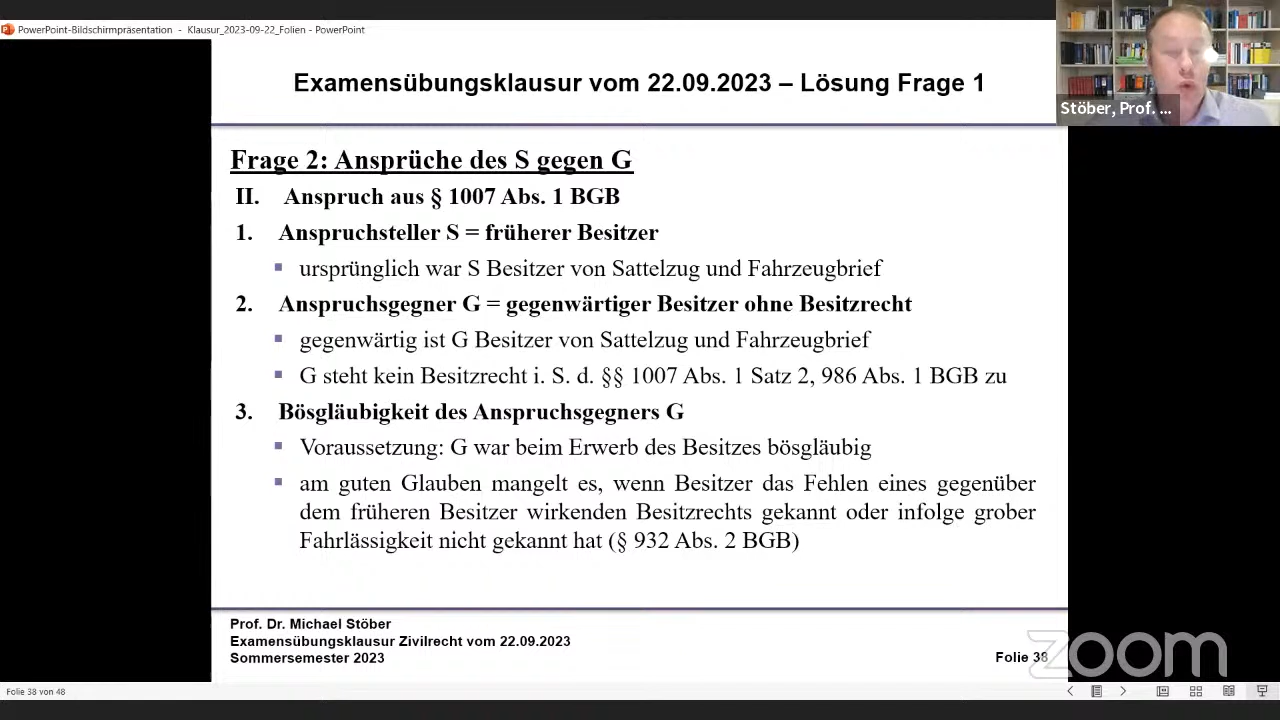 PowerPoint-Bildschirmpräsentation - Klausur_2023-09-22_Folien - PowerPoint
Examensübungsklausur vom 22.09.2023 – Lösung Frage 1
Stöber, Prof. ...
Frage 2: Ansprüche des S gegen G
II. Anspruch aus § 1007 Abs. 1 BGB
1. Anspruchsteller S = früherer Besitzer
▪ ursprünglich war S Besitzer von Sattelzug und Fahrzeugbrief
2. Anspruchsgegner G = gegenwärtiger Besitzer ohne Besitzrecht
▪ gegenwärtig ist G Besitzer von Sattelzug und Fahrzeugbrief
▪ G steht kein Besitzrecht i. S. d. §§ 1007 Abs. 1 Satz 2, 986 Abs. 1 BGB zu
3. Bösgläubigkeit des Anspruchsgegners G
▪ Voraussetzung: G war beim Erwerb des Besitzes bösgläubig
▪ am guten Glauben mangelt es, wenn Besitzer das Fehlen eines gegenüber
dem früheren Besitzer wirkenden Besitzrechts gekannt oder infolge grober
Fahrlässigkeit nicht gekannt hat (§ 932 Abs. 2 BGB)
Prof. Dr. Michael Stöber
Examensübungsklausur Zivilrecht vom 22.09.2023
Sommersemester 2023
Folie 38
zoom
Folie 38 von 48